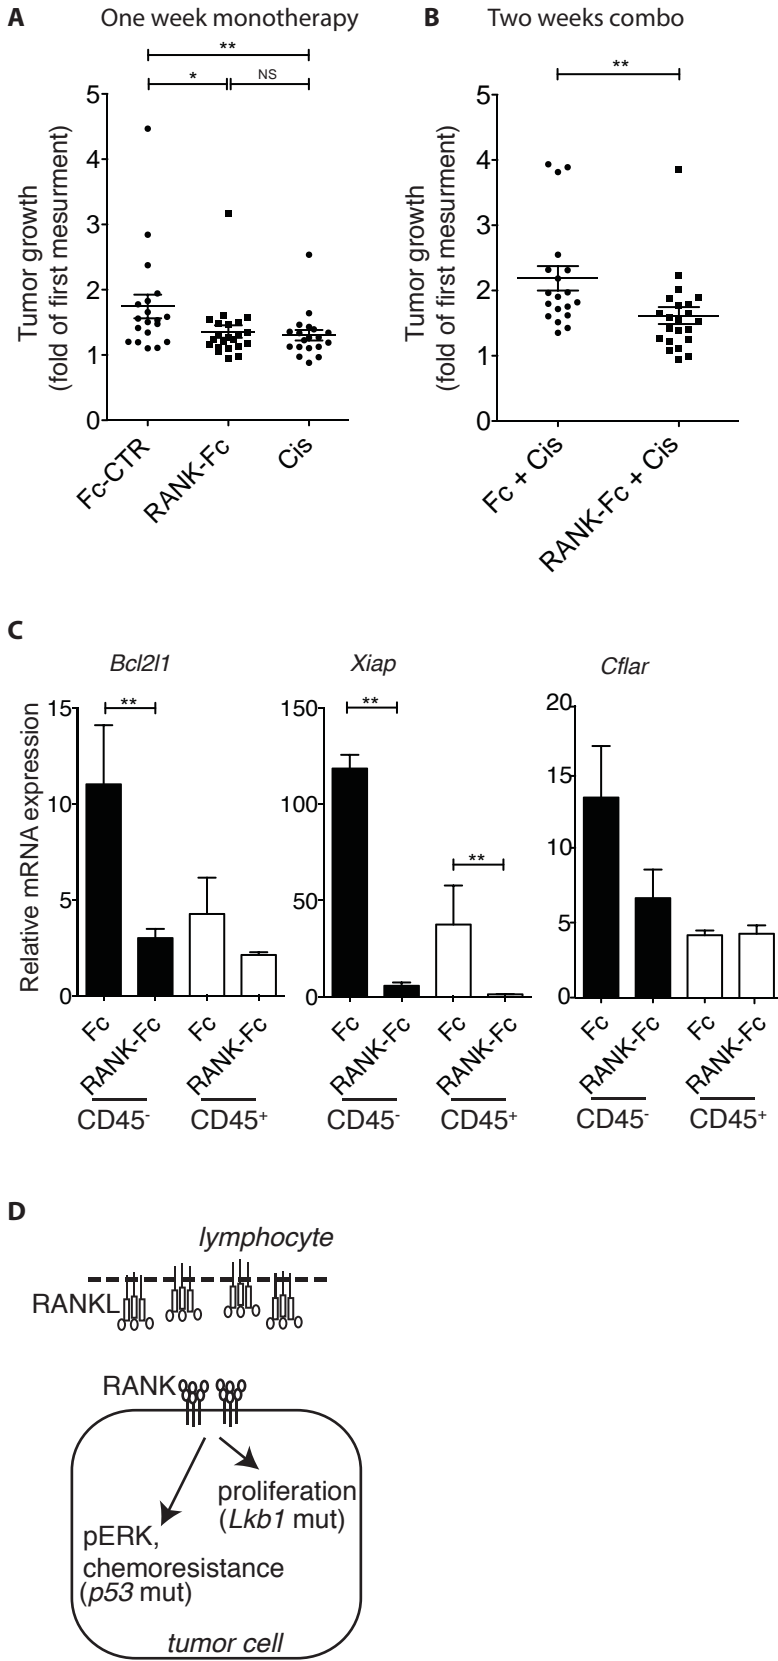 A One week monotherapy
**
* NS
Tumor growth
(fold of first mesurment)
5
4
3
2
1
0
Fc-CTR
RANK-Fc
Cis
B Two weeks combo
**
Tumor growth
(fold of first mesurment)
5
4
3
2
1
0
Fc + Cis
RANK-Fc + Cis
C
Relative mRNA expression
Bcl2l1
**
15
10
5
0
Fc
RANK-Fc
Fc
RANK-Fc
CD45-
CD45+
Xiap
**
**
150
100
50
0
Fc
RANK-Fc
Fc
RANK-Fc
CD45-
CD45+
Cflar
20
15
10
5
0
Fc
RANK-Fc
Fc
RANK-Fc
CD45-
CD45+
D
lymphocyte
RANKL
RANK
proliferation
(Lkb1 mut)
pERK,
chemoresistance
(p53 mut)
tumor cell